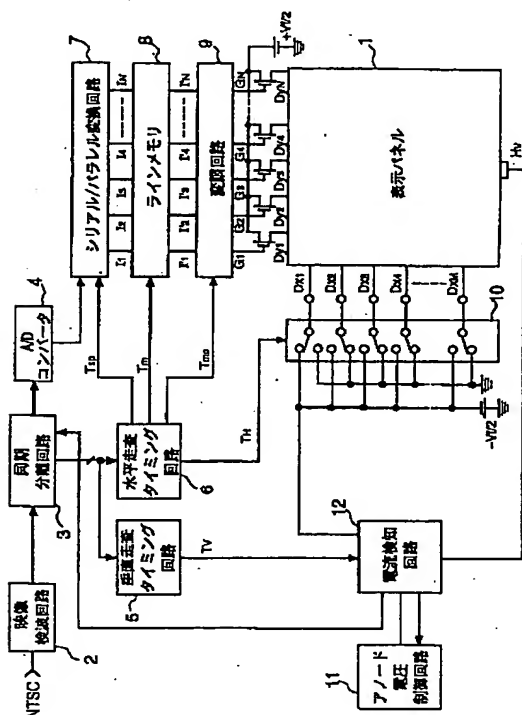 NTSC
映像
検波回路
2
同期
分離回路
3
A/D
コンバータ
4
垂直走査
タイミング
回路
5
TV
水平走査
タイミング
回路
6
TH
Tsp
Tm
Tmo
シリアル/パラレル変換回路
7
I1 I2 I3 I4 IN
ラインメモリ
8
I'1 I'2 I'3 I'4 I'N
変調回路
9
G1 G2 G3 G4 GN
+Vf/2
Dy1 Dy2 Dy3 Dy4 DyN
表示パネル
1
Hv
Dx1
Dx2
Dx3
Dx4
DxM
10
-Vf/2
電流検知
回路
12
アノード
電圧
制御回路
11